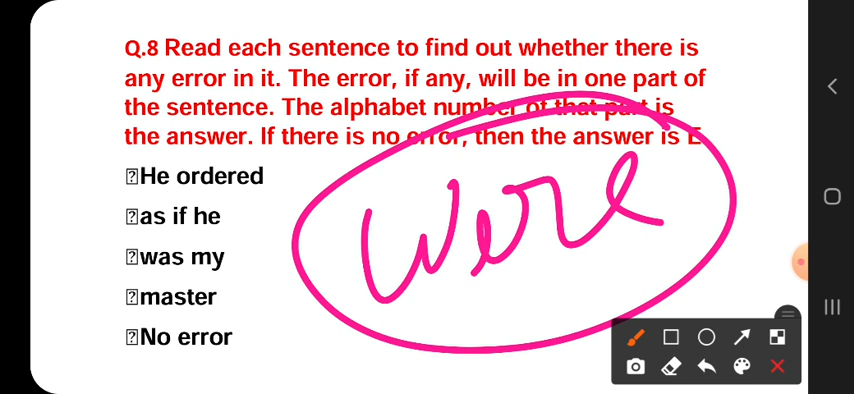 Q.8 Read each sentence to find out whether there is
any error in it. The error, if any, will be in one part of
the sentence. The alphabet number of that part is
the answer. If there is no error, then the answer is E
He ordered
as if he
was my
master
No error
were